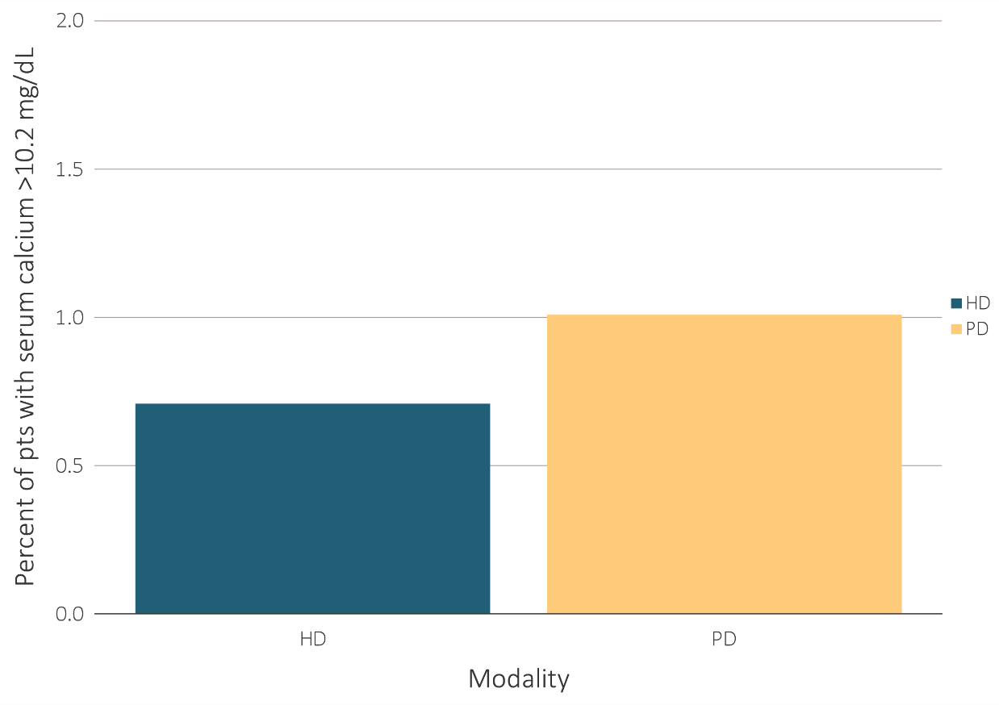 Percent of pts with serum calcium >10.2 mg/dL
2.0
1.5
1.0
0.5
0.0
HD
PD
Modality
HD
PD